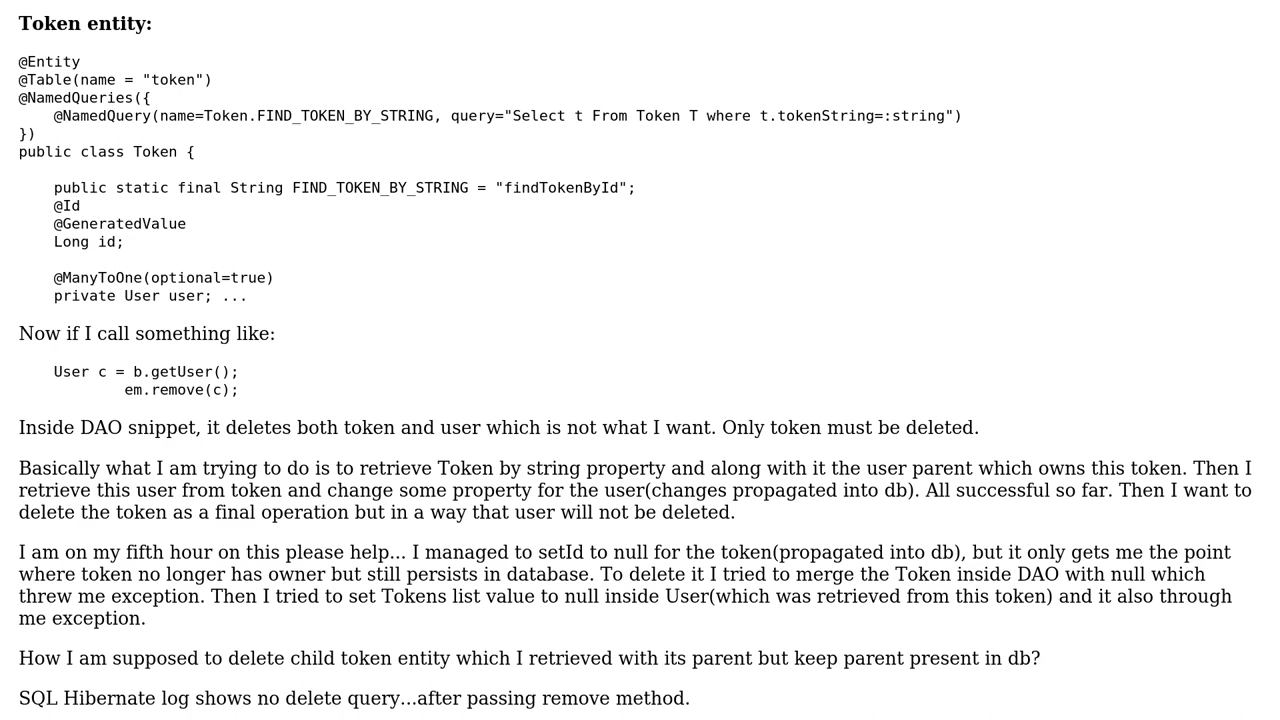 Token entity:
@Entity
@Table(name = "token")
@NamedQueries({
    @NamedQuery(name=Token.FIND_TOKEN_BY_STRING, query="Select t From Token T where t.tokenString=:string")
})
public class Token {
    public static final String FIND_TOKEN_BY_STRING = "findTokenById";
    @Id
    @GeneratedValue
    Long id;
    @ManyToOne(optional=true)
    private User user; ...
Now if I call something like:
    User c = b.getUser();
            em.remove(c);
Inside DAO snippet, it deletes both token and user which is not what I want. Only token must be deleted.
Basically what I am trying to do is to retrieve Token by string property and along with it the user parent which owns this token. Then I
retrieve this user from token and change some property for the user(changes propagated into db). All successful so far. Then I want to
delete the token as a final operation but in a way that user will not be deleted.
I am on my fifth hour on this please help... I managed to setId to null for the token(propagated into db), but it only gets me the point
where token no longer has owner but still persists in database. To delete it I tried to merge the Token inside DAO with null which
threw me exception. Then I tried to set Tokens list value to null inside User(which was retrieved from this token) and it also through
me exception.
How I am supposed to delete child token entity which I retrieved with its parent but keep parent present in db?
SQL Hibernate log shows no delete query...after passing remove method.